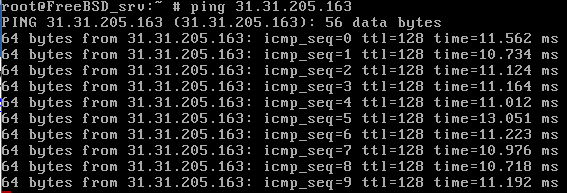 root@FreeBSD_srv:~ # ping 31.31.205.163
PING 31.31.205.163 (31.31.205.163): 56 data bytes
64 bytes from 31.31.205.163: icmp_seq=0 ttl=128 time=11.562 ms
64 bytes from 31.31.205.163: icmp_seq=1 ttl=128 time=10.734 ms
64 bytes from 31.31.205.163: icmp_seq=2 ttl=128 time=11.124 ms
64 bytes from 31.31.205.163: icmp_seq=3 ttl=128 time=11.164 ms
64 bytes from 31.31.205.163: icmp_seq=4 ttl=128 time=11.012 ms
64 bytes from 31.31.205.163: icmp_seq=5 ttl=128 time=13.051 ms
64 bytes from 31.31.205.163: icmp_seq=6 ttl=128 time=11.223 ms
64 bytes from 31.31.205.163: icmp_seq=7 ttl=128 time=10.976 ms
64 bytes from 31.31.205.163: icmp_seq=8 ttl=128 time=10.718 ms
64 bytes from 31.31.205.163: icmp_seq=9 ttl=128 time=11.192 ms